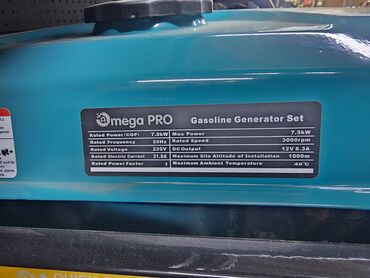 Omega PRO Gasoline Generator Set
Rated Power(COP) 7.0kW Max Power 7.5kW
Rated Frequency 50Hz Rated Speed 3000rpm
Rated Voltage 220V DC Output 12V 8.3A
Rated Electric Current 31.8A Maximum Site Altitude of Installation 1000m
Rated Power Factor 1 Maximum Ambient Temperature 40°C